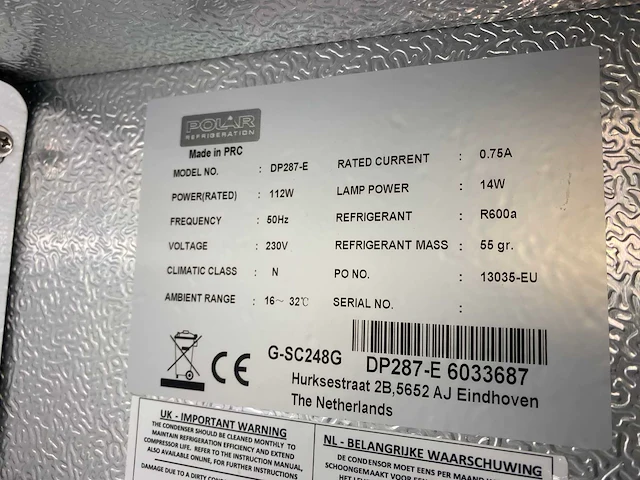 POLAR
REFRIGERATION
Made in PRC
MODEL NO. : DP287-E
POWER(RATED) : 112W
FREQUENCY : 50Hz
VOLTAGE : 230V
CLIMATIC CLASS : N
AMBIENT RANGE : 16~ 32℃
RATED CURRENT : 0.75A
LAMP POWER : 14W
REFRIGERANT : R600a
REFRIGERANT MASS : 55 gr.
PO NO. : 13035-EU
SERIAL NO. :
CE
G-SC248G
DP287-E 6033687
Hurksestraat 2B,5652 AJ Eindhoven
The Netherlands
UK - IMPORTANT WARNING
THE CONDENSER SHOULD BE CLEANED MONTHLY TO
MAINTAIN REFRIGERATION EFFICIENCY AND EXTEND
COMPRESSOR LIFE. REFER TO THE INSTRUCTION MANUAL,
ALSO AVAILABLE ONLINE, FOR FURTHER INSTRUCTIONS
DAMAGE DUE TO A DIRTY
NL - BELANGRIJKE WAARSCHUWING
DE CONDENSOR MOET EENS PER MAAND
SCHOONGEMAAKT VOOR EEN